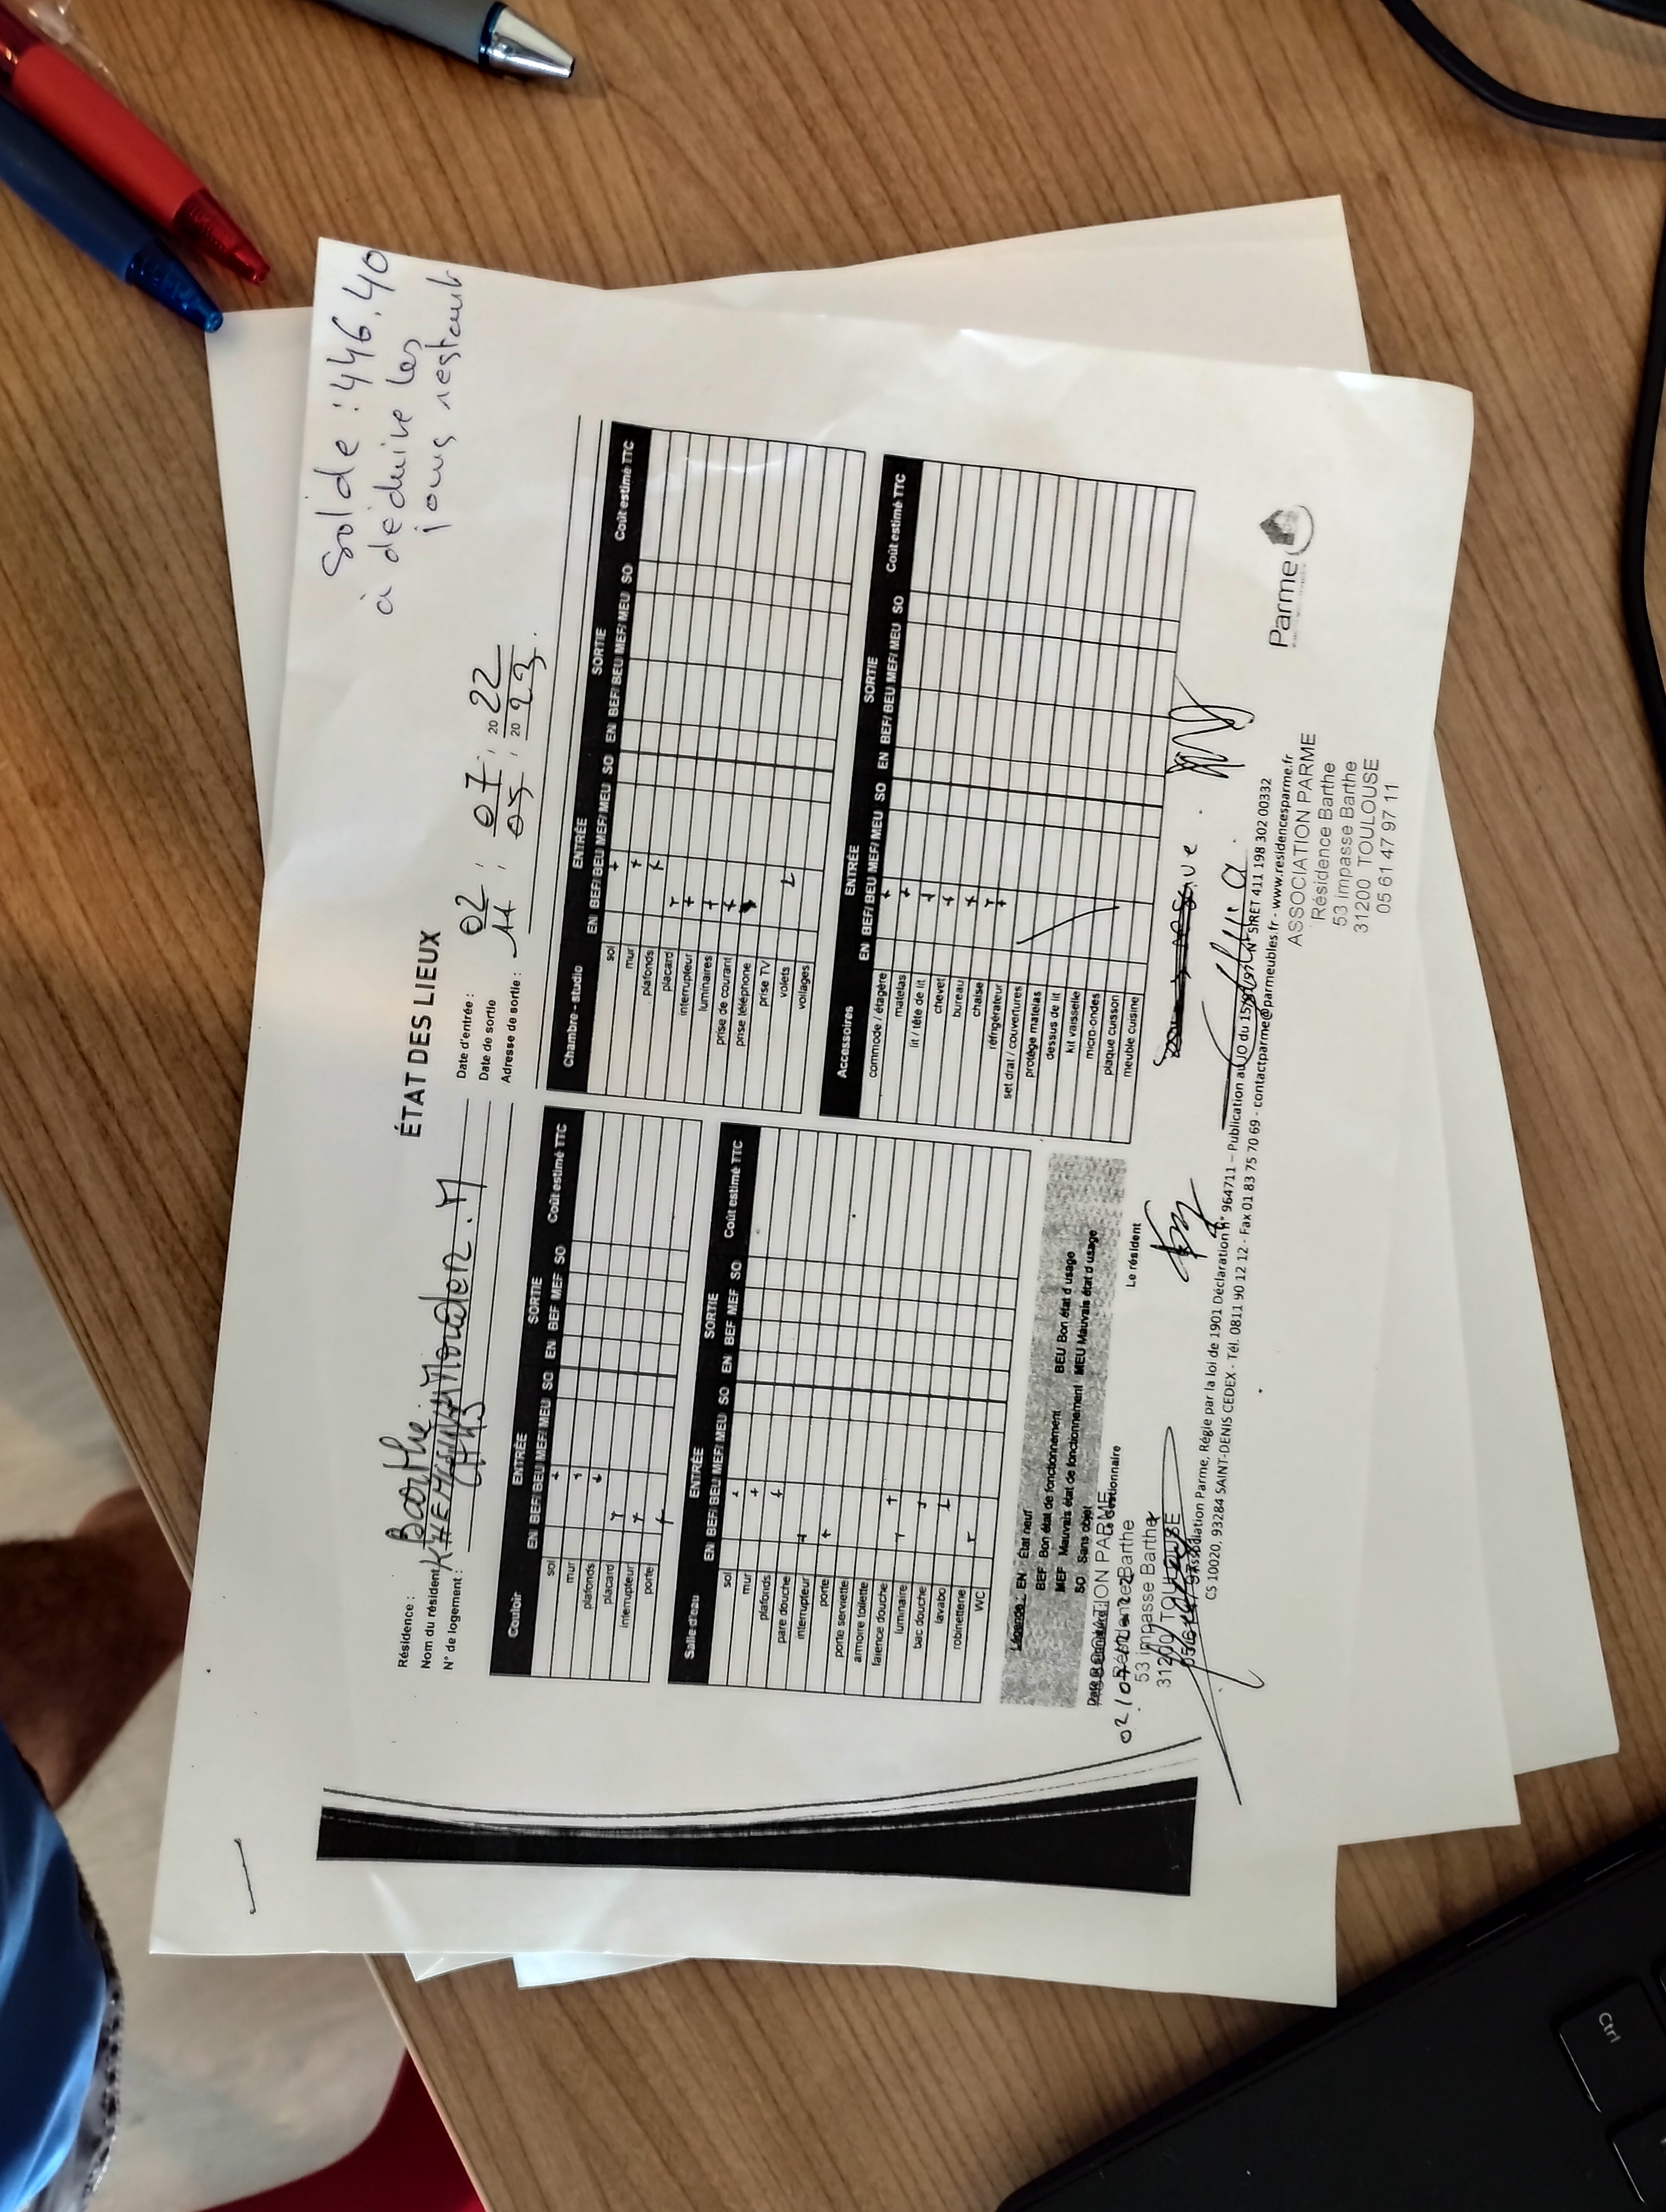 Solde : 446,40
à déduire les
jours restant
ÉTAT DES LIEUX
Résidence : Barthe
Nom du résident
N° de logement :
Date d'entrée : 02 / 07 / 2022
Date de sortie 11 / 05 / 2023
Adresse de sortie :
Couloir ENTRÉE SORTIE
EN BEF/BEU MEF/MEU SO EN BEF MEF SO Coût estimé TTC
sol
mur
plafonds
placard
interrupteur
porte
Salle d'eau ENTRÉE SORTIE
EN BEF/BEU MEF/MEU SO EN BEF MEF SO Coût estimé TTC
sol
mur
plafonds
pare douche
interrupteur
porte
porte serviette
armoire toilette
faïence douche
luminaire
bac douche
lavabo
robinetterie
WC
Chambre - studio ENTRÉE SORTIE
EN BEF/BEU MEF/MEU SO EN BEF/BEU MEF/MEU SO Coût estimé TTC
sol
mur
plafonds
placard
interrupteur
luminaires
prise de courant
prise téléphone
prise TV
volets
voilages
Accessoires ENTRÉE SORTIE
EN BEF/BEU MEF/MEU SO EN BEF/BEU MEF/MEU SO Coût estimé TTC
commode / étagère
matelas
lit / tête de lit
chevet
bureau
chaise
réfrigérateur
set drat / couvertures
protège matelas
dessus de lit
kit vaisselle
micro-ondes
plaque cuisson
meuble cuisine
Légende : EN État neuf
BEF Bon état de fonctionnement BEU Bon état d usage
MEF Mauvais état de fonctionnement MEU Mauvais état d usage
SO Sans objet
Le Gestionnaire Le résident
ASSOCIATION PARME
Résidence Barthe
53 impasse Barthe
31200 TOULOUSE
Association Parme, Régie par la loi de 1901 Déclaration n° 964711 – Publication au JO du N° SIRET 411 198 302 00332
CS 10020, 93284 SAINT-DENIS CEDEX - Tél. 0811 90 12 12 - Fax 01 83 75 70 69 - contactparme@parmeubles.fr - www.residencesparme.fr
Parme
ASSOCIATION PARME
Résidence Barthe
53 impasse Barthe
31200 TOULOUSE
05 61 47 97 11
Ctrl